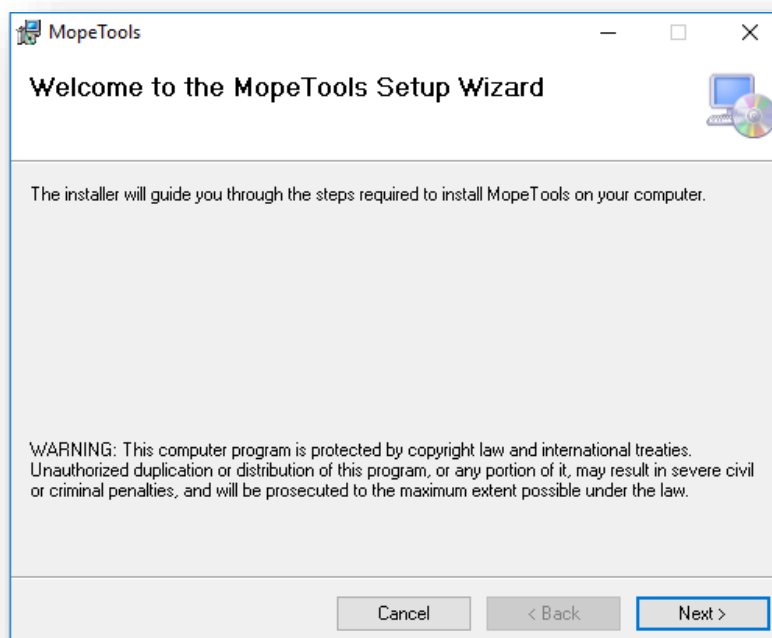 MopeTools
Welcome to the MopeTools Setup Wizard
The installer will guide you through the steps required to install MopeTools on your computer.
WARNING: This computer program is protected by copyright law and international treaties.
Unauthorized duplication or distribution of this program, or any portion of it, may result in severe civil
or criminal penalties, and will be prosecuted to the maximum extent possible under the law.
Cancel
< Back
Next >